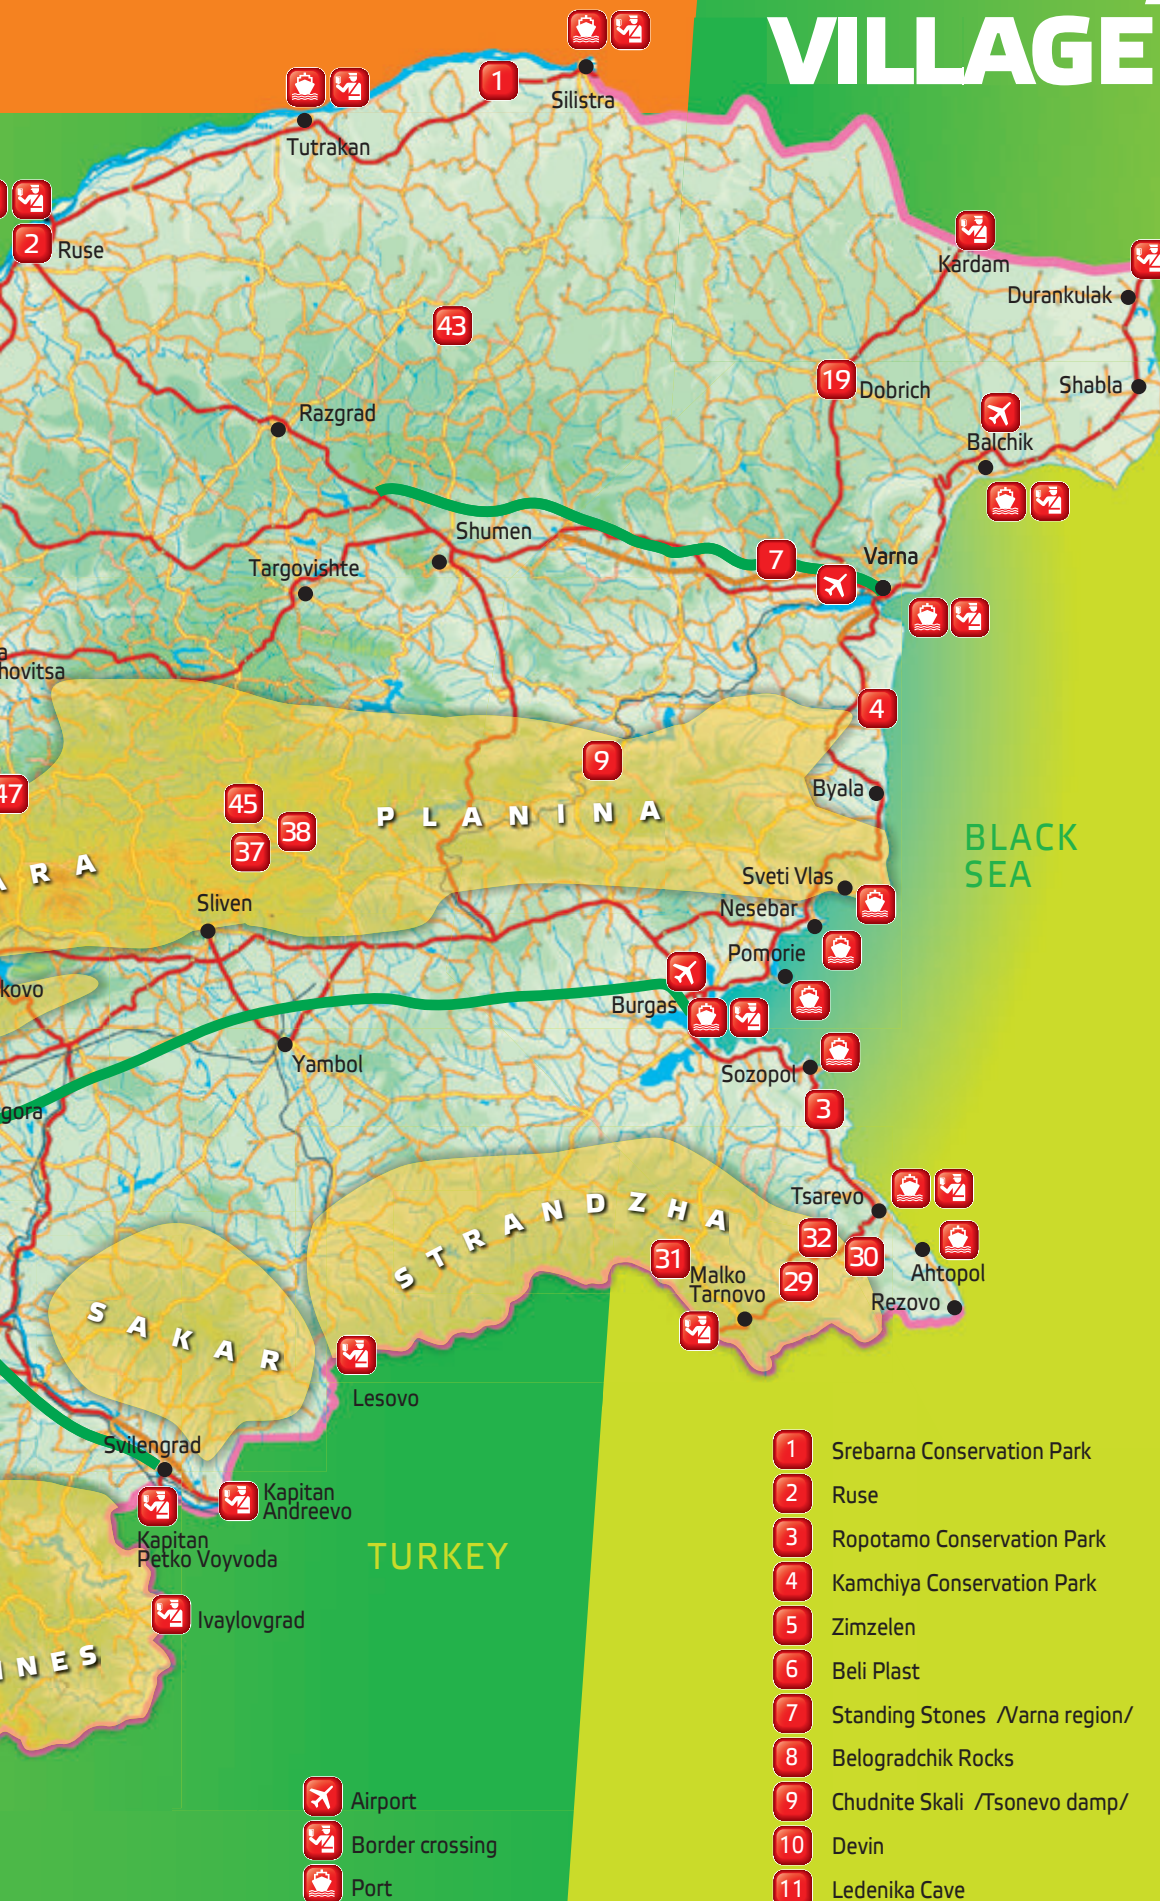 VILLAGE
1
Silistra
Tutrakan
2 Ruse
Kardam
Durankulak
43
19 Dobrich
Shabla
Razgrad
Balchik
Shumen
7
Varna
Targovishte
hovitsa
4
9
47
45
Byala
PLANINA
38
37
BLACK
SEA
ARA
Sveti Vlas
Sliven
Nesebar
Pomorie
kovo
Burgas
Yambol
Sozopol
gora
3
Tsarevo
STRANDZHA
32
30
31
Malko
Tarnovo
29
Ahtopol
Rezovo
SAKAR
Lesovo
Svilengrad
Kapitan
Andreevo
Kapitan
Petko Voyvoda
TURKEY
Ivaylovgrad
NES
1 Srebarna Conservation Park
2 Ruse
3 Ropotamo Conservation Park
4 Kamchiya Conservation Park
5 Zimzelen
6 Beli Plast
7 Standing Stones /Varna region/
8 Belogradchik Rocks
9 Chudnite Skali /Tsonevo damp/
10 Devin
11 Ledenika Cave
Airport
Border crossing
Port